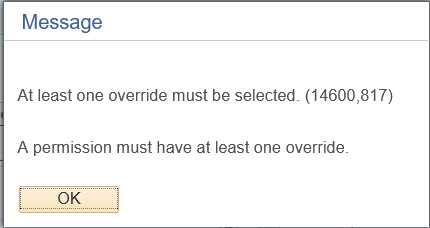 Message
At least one override must be selected. (14600,817)
A permission must have at least one override.
OK